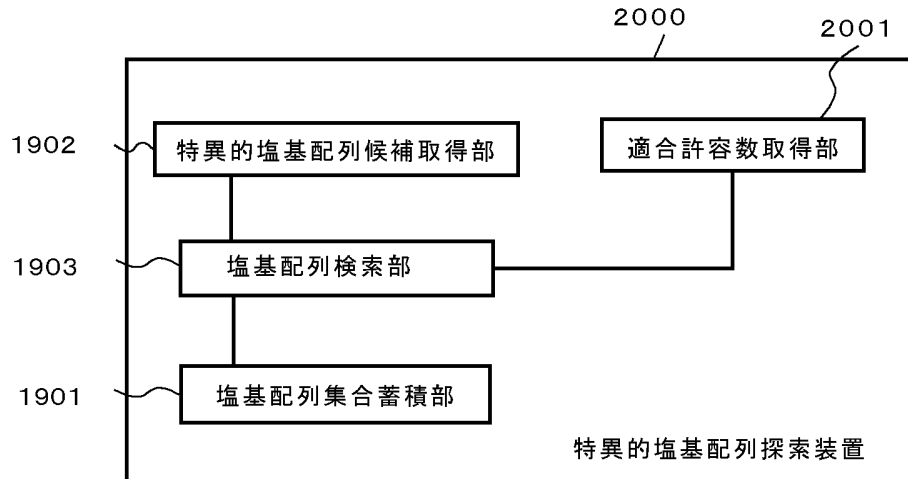 2000
2001
1902
特異的塩基配列候補取得部
適合許容数取得部
1903
塩基配列検索部
1901
塩基配列集合蓄積部
特異的塩基配列探索装置